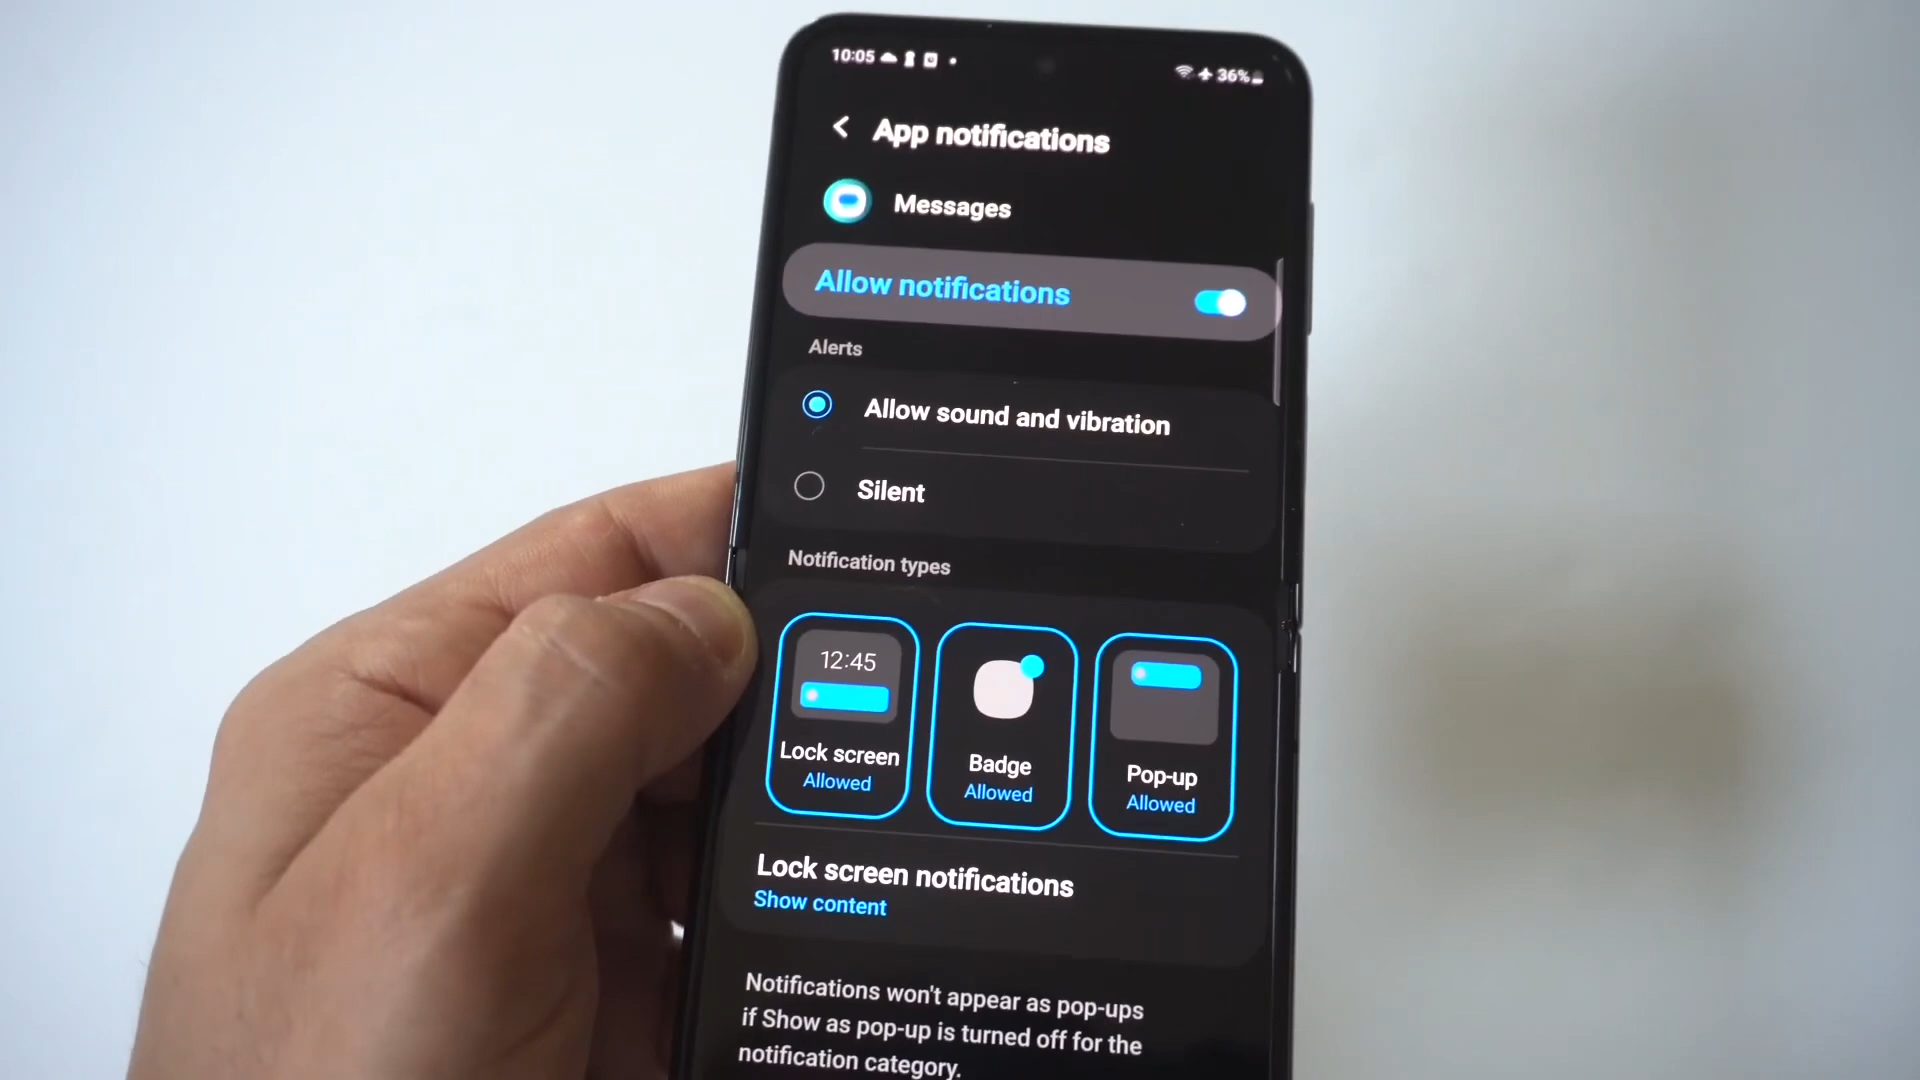 10:05
36%
App notifications
Messages
Allow notifications
Alerts
Allow sound and vibration
Silent
Notification types
12:45
Lock screen
Allowed
Badge
Allowed
Pop-up
Allowed
Lock screen notifications
Show content
Notifications won't appear as pop-ups
if Show as pop-up is turned off for the
notification category.